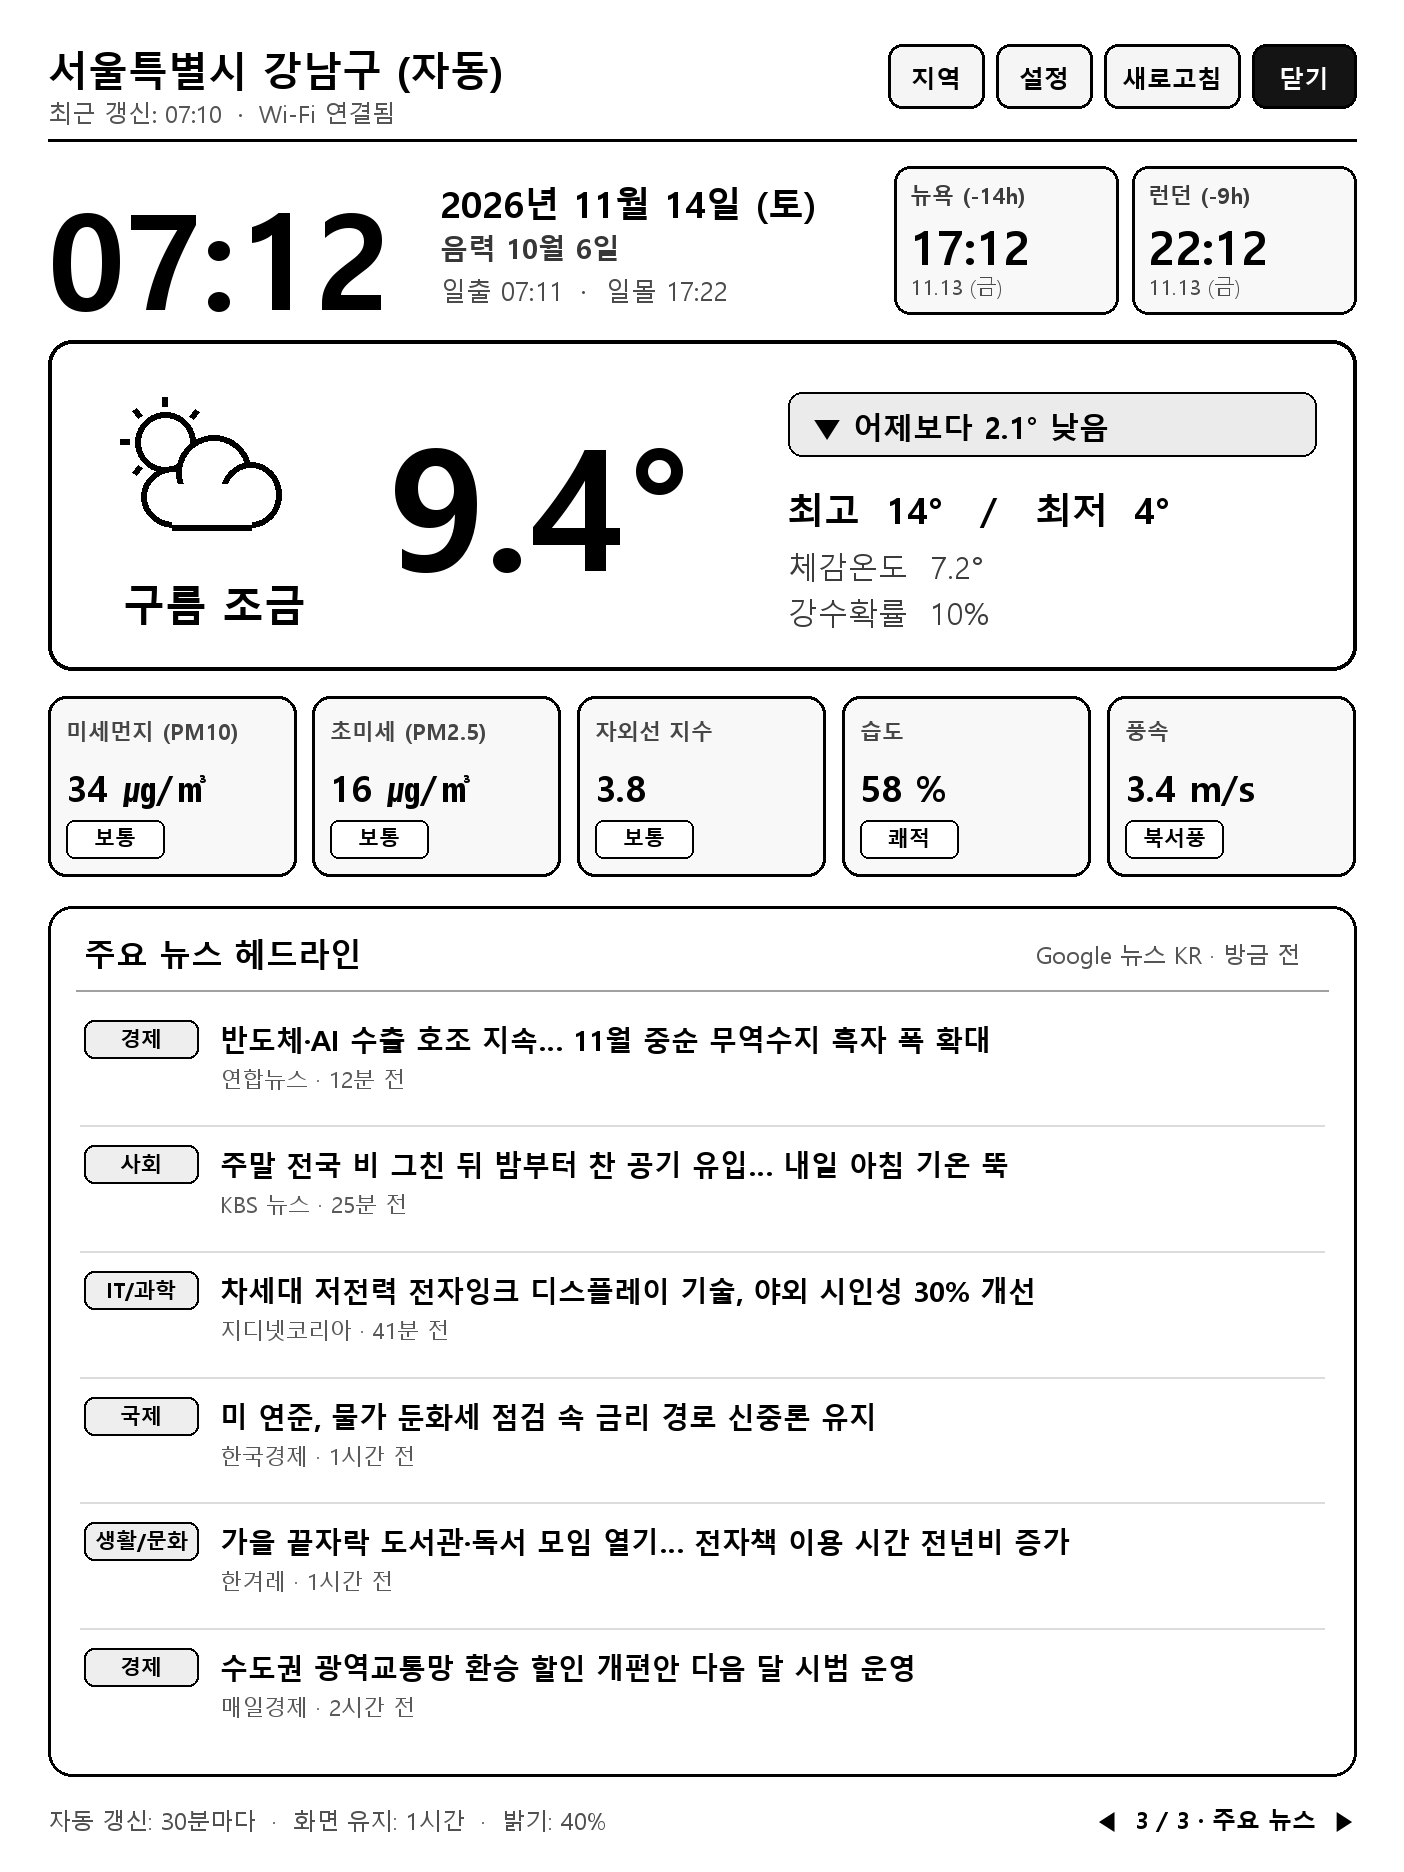 서울특별시 강남구 (자동)
최근 갱신: 07:10 · Wi-Fi 연결됨
지역
설정
새로고침
닫기
07:12
2026년 11월 14일 (토)
음력 10월 6일
일출 07:11 · 일몰 17:22
뉴욕 (-14h)
17:12
11.13 (금)
런던 (-9h)
22:12
11.13 (금)
구름 조금
9.4°
▼ 어제보다 2.1° 낮음
최고 14° / 최저 4°
체감온도 7.2°
강수확률 10%
미세먼지 (PM10)
34 ㎍/㎥
보통
초미세 (PM2.5)
16 ㎍/㎥
보통
자외선 지수
3.8
보통
습도
58 %
쾌적
풍속
3.4 m/s
북서풍
주요 뉴스 헤드라인
Google 뉴스 KR · 방금 전
경제
반도체·AI 수출 호조 지속… 11월 중순 무역수지 흑자 폭 확대
연합뉴스 · 12분 전
사회
주말 전국 비 그친 뒤 밤부터 찬 공기 유입… 내일 아침 기온 뚝
KBS 뉴스 · 25분 전
IT/과학
차세대 저전력 전자잉크 디스플레이 기술, 야외 시인성 30% 개선
지디넷코리아 · 41분 전
국제
미 연준, 물가 둔화세 점검 속 금리 경로 신중론 유지
한국경제 · 1시간 전
생활/문화
가을 끝자락 도서관·독서 모임 열기… 전자책 이용 시간 전년비 증가
한겨레 · 1시간 전
경제
수도권 광역교통망 환승 할인 개편안 다음 달 시범 운영
매일경제 · 2시간 전
자동 갱신: 30분마다 · 화면 유지: 1시간 · 밝기: 40%
◀ 3 / 3 · 주요 뉴스 ▶